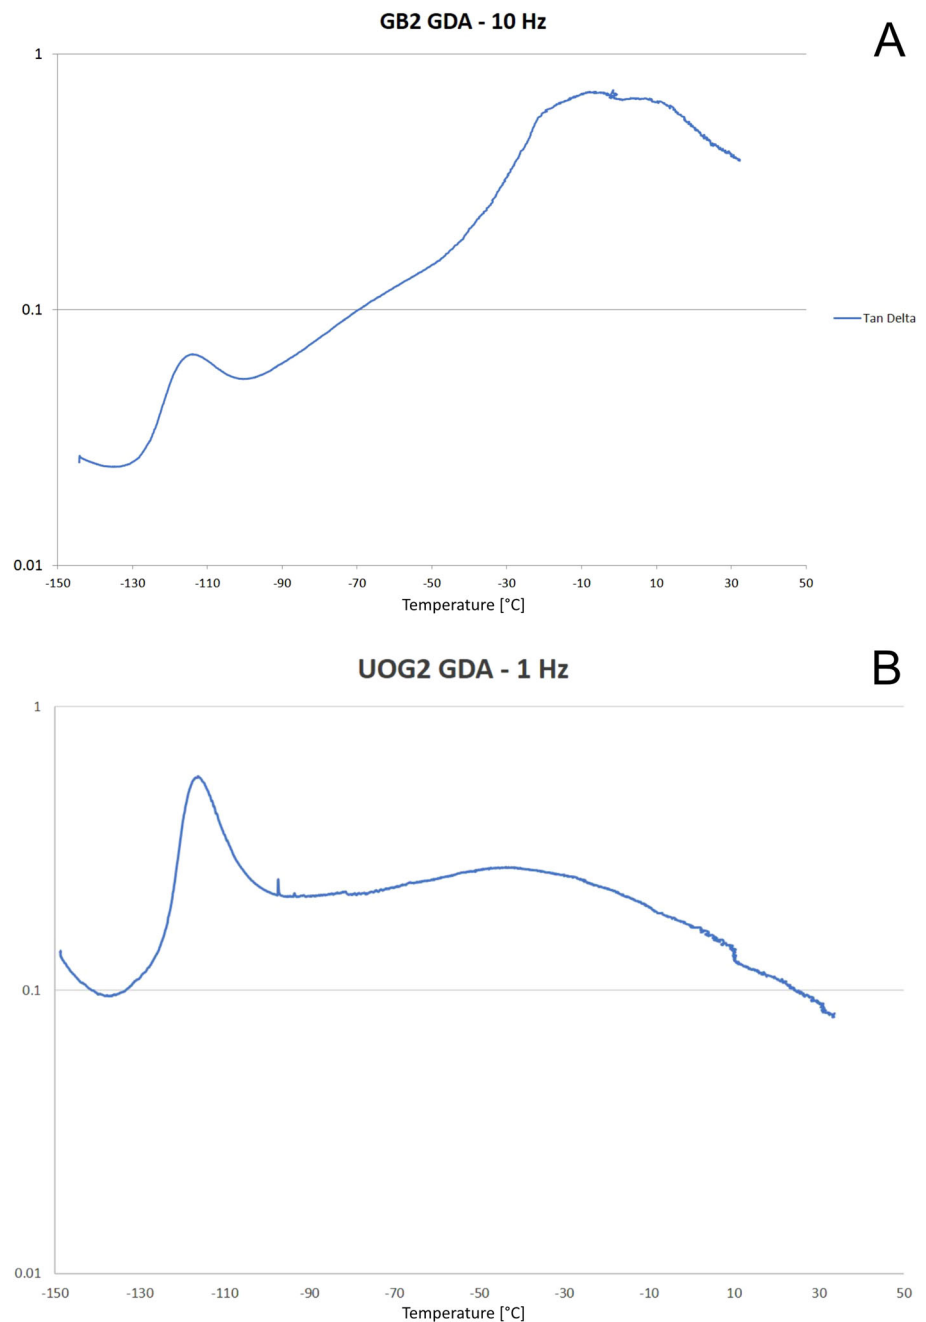 GB2 GDA - 10 Hz
A
1
0.1
Tan Delta
0.01
-150 -130 -110 -90 -70 -50 -30 -10 10 30 50
Temperature [°C]
UOG2 GDA - 1 Hz
B
1
0.1
0.01
-150 -130 -110 -90 -70 -50 -30 -10 10 30 50
Temperature [°C]